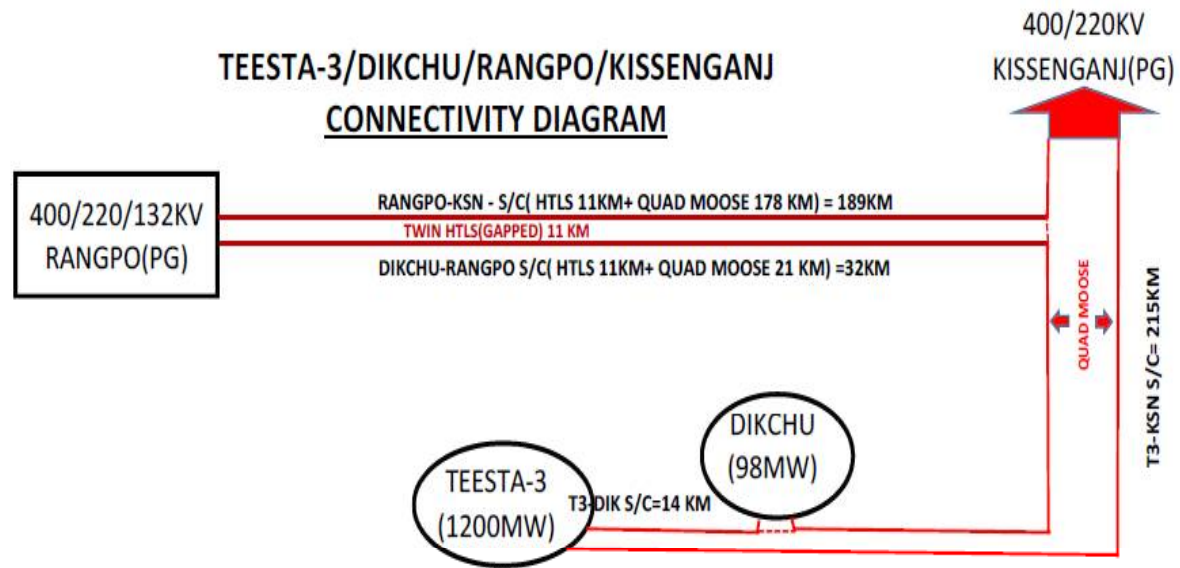 400/220KV
KISSENGANJ(PG)
TEESTA-3/DIKCHU/RANGPO/KISSENGANJ
CONNECTIVITY DIAGRAM
400/220/132KV
RANGPO(PG)
RANGPO-KSN - S/C( HTLS 11KM+ QUAD MOOSE 178 KM) = 189KM
TWIN HTLS(GAPPED) 11 KM
DIKCHU-RANGPO S/C( HTLS 11KM+ QUAD MOOSE 21 KM) =32KM
QUAD MOOSE
T3-KSN S/C= 215KM
DIKCHU
(98MW)
TEESTA-3
(1200MW)
T3-DIK S/C=14 KM